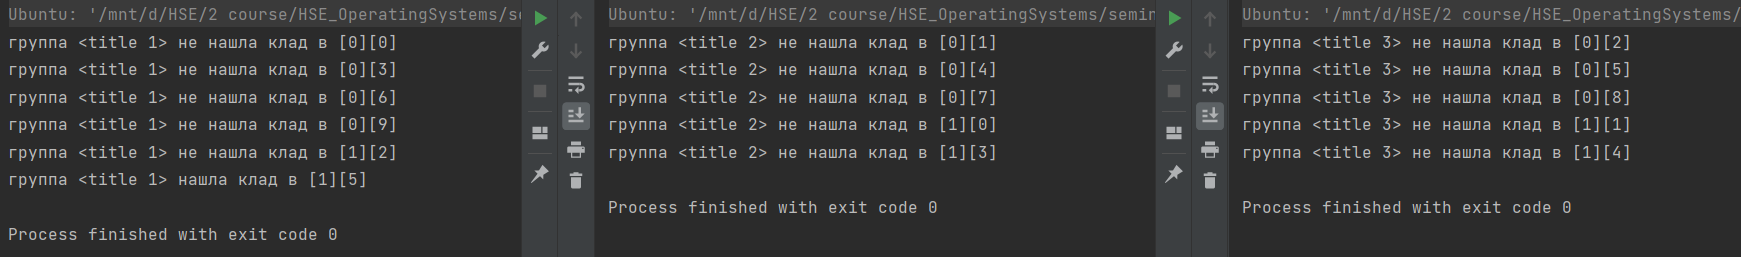 Ubuntu: '/mnt/d/HSE/2 course/HSE_OperatingSystems/se
группа <title 1> не нашла клад в [0][0]
группа <title 1> не нашла клад в [0][3]
группа <title 1> не нашла клад в [0][6]
группа <title 1> не нашла клад в [0][9]
группа <title 1> не нашла клад в [1][2]
группа <title 1> нашла клад в [1][5]
Process finished with exit code 0
Ubuntu: '/mnt/d/HSE/2 course/HSE_OperatingSystems/semin
группа <title 2> не нашла клад в [0][1]
группа <title 2> не нашла клад в [0][4]
группа <title 2> не нашла клад в [0][7]
группа <title 2> не нашла клад в [1][0]
группа <title 2> не нашла клад в [1][3]
Process finished with exit code 0
Ubuntu: '/mnt/d/HSE/2 course/HSE_OperatingSystems/
группа <title 3> не нашла клад в [0][2]
группа <title 3> не нашла клад в [0][5]
группа <title 3> не нашла клад в [0][8]
группа <title 3> не нашла клад в [1][1]
группа <title 3> не нашла клад в [1][4]
Process finished with exit code 0